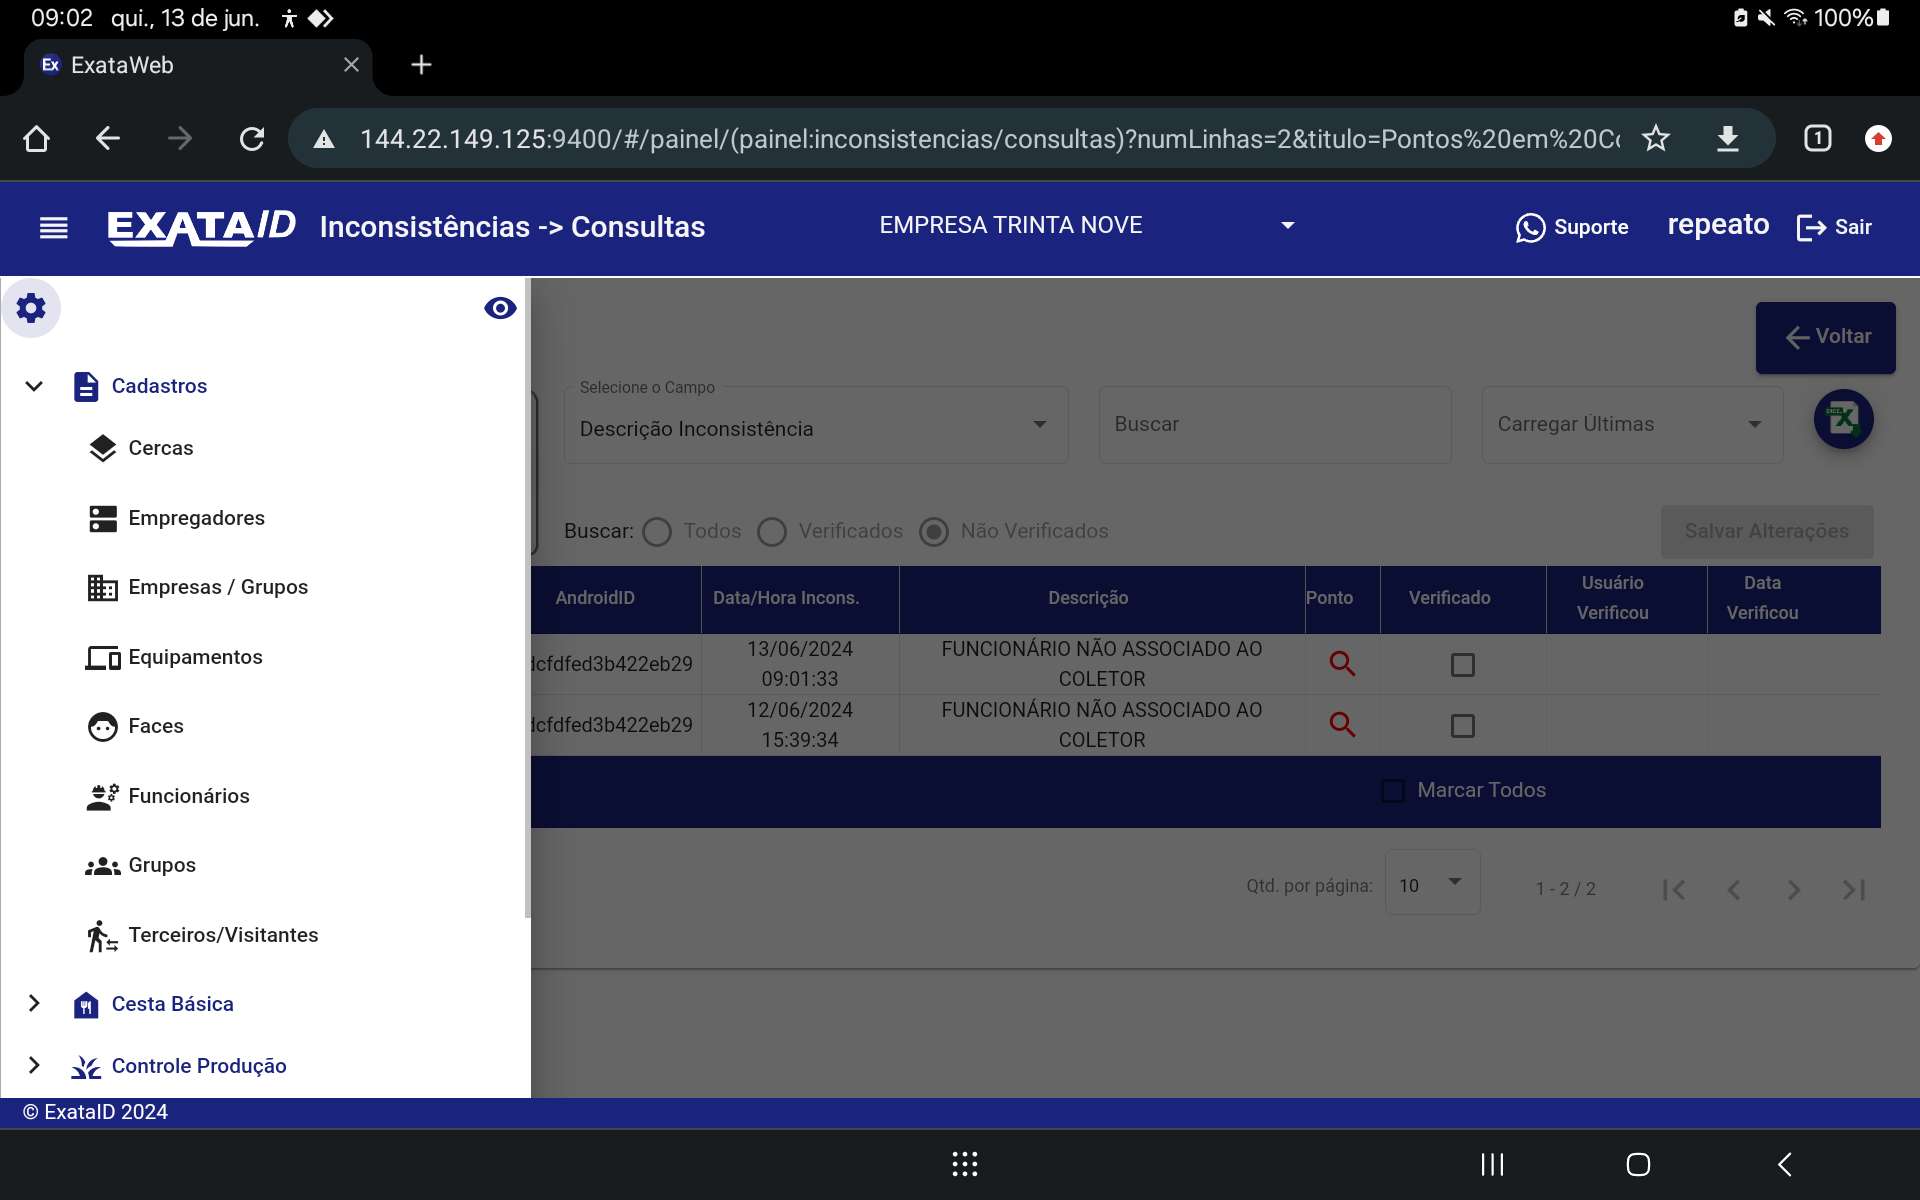 09:02 qui., 13 de jun. 100%
Ex ExataWeb
144.22.149.125:9400/#/painel/(painel:inconsistencias/consultas)?numLinhas=2&titulo=Pontos%20em%20Co
1
EXATAID Inconsistências -> Consultas EMPRESA TRINTA NOVE Suporte repeato Sair
Voltar
Cadastros
Cercas
Empregadores
Empresas / Grupos
Equipamentos
Faces
Funcionários
Grupos
Terceiros/Visitantes
Cesta Básica
Controle Produção
Selecione o Campo
Descrição Inconsistência Buscar Carregar Últimas
Buscar: Todos Verificados Não Verificados Salvar Alterações
AndroidID Data/Hora Incons. Descrição Ponto Verificado Usuário Verificou Data Verificou
dcfdfed3b422eb29 13/06/2024 09:01:33 FUNCIONÁRIO NÃO ASSOCIADO AO COLETOR
dcfdfed3b422eb29 12/06/2024 15:39:34 FUNCIONÁRIO NÃO ASSOCIADO AO COLETOR
Marcar Todos
Qtd. por página: 10 1 - 2 / 2
© ExataID 2024